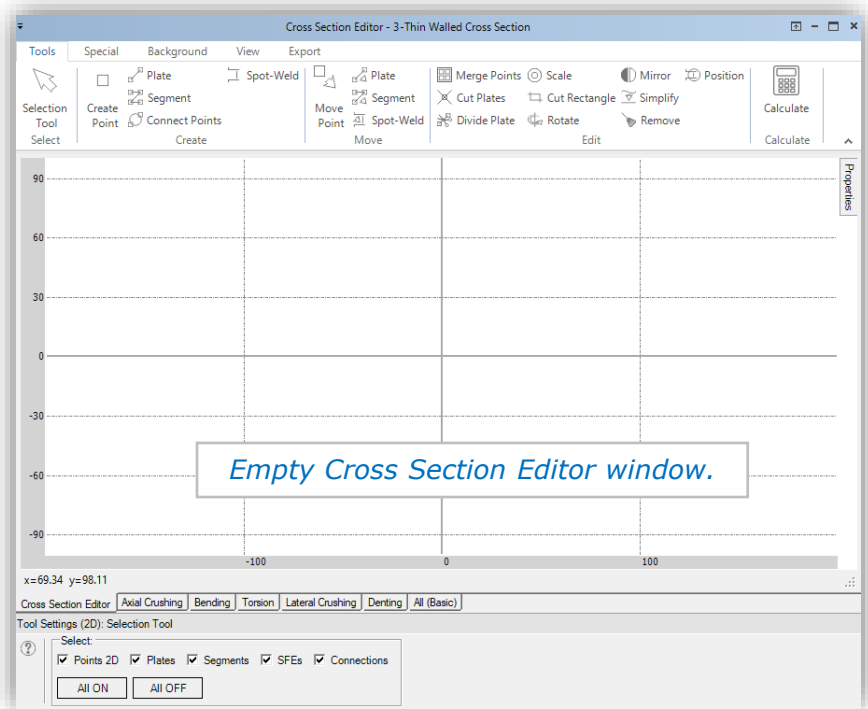 Cross Section Editor - 3-Thin Walled Cross Section
Tools Special Background View Export
Plate Spot-Weld Plate Merge Points Scale Mirror Position
Segment Segment Cut Plates Cut Rectangle Simplify
Selection Tool Create Point Connect Points Move Point Spot-Weld Divide Plate Rotate Remove Calculate
Select Create Move Edit Calculate
Properties
90
60
30
0
-30
Empty Cross Section Editor window.
-60
-90
-100 0 100
x=69.34 y=98.11
Cross Section Editor Axial Crushing Bending Torsion Lateral Crushing Denting All (Basic)
Tool Settings (2D): Selection Tool
Select:
Points 2D Plates Segments SFEs Connections
All ON All OFF